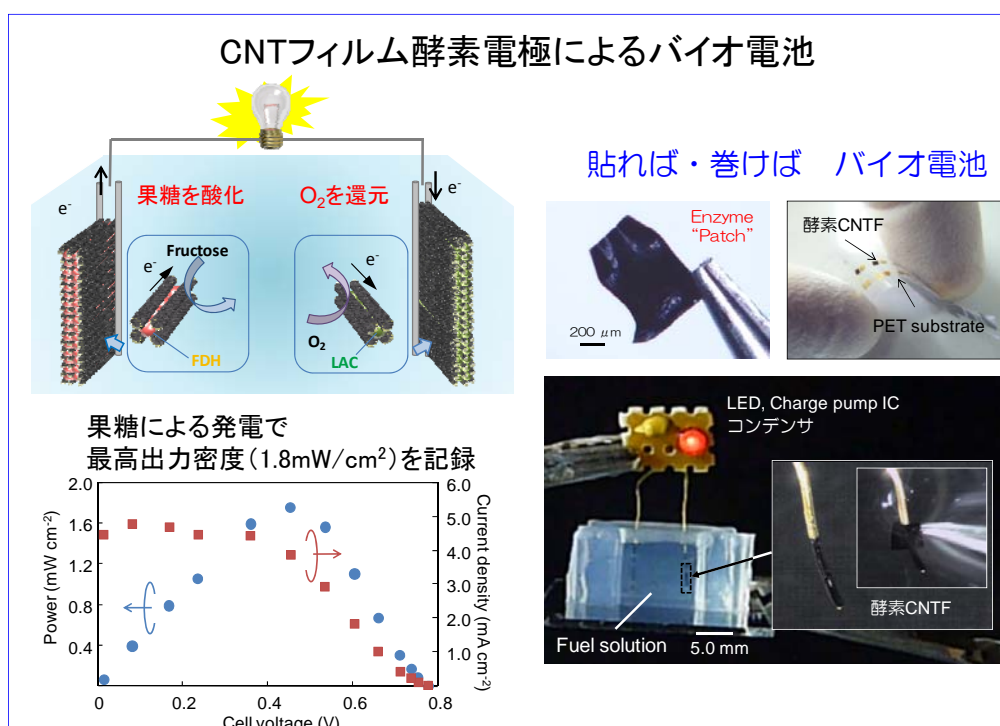 CNTフィルム酵素電極によるバイオ電池
e-
果糖を酸化
O2を還元
e-
Fructose
e-
e-
O2
FDH
LAC
貼れば・巻けば バイオ電池
Enzyme
“Patch”
200 μm
酵素CNTF
PET substrate
果糖による発電で
最高出力密度(1.8mW/cm2)を記録
2.0
1.6
1.2
0.8
0.4
Power (mW cm-2)
6.0
5.0
4.0
3.0
2.0
1.0
0
Current density (mA cm-2)
0
0.2
0.4
0.6
0.8
Cell voltage (V)
LED, Charge pump IC
コンデンサ
酵素CNTF
Fuel solution
5.0 mm